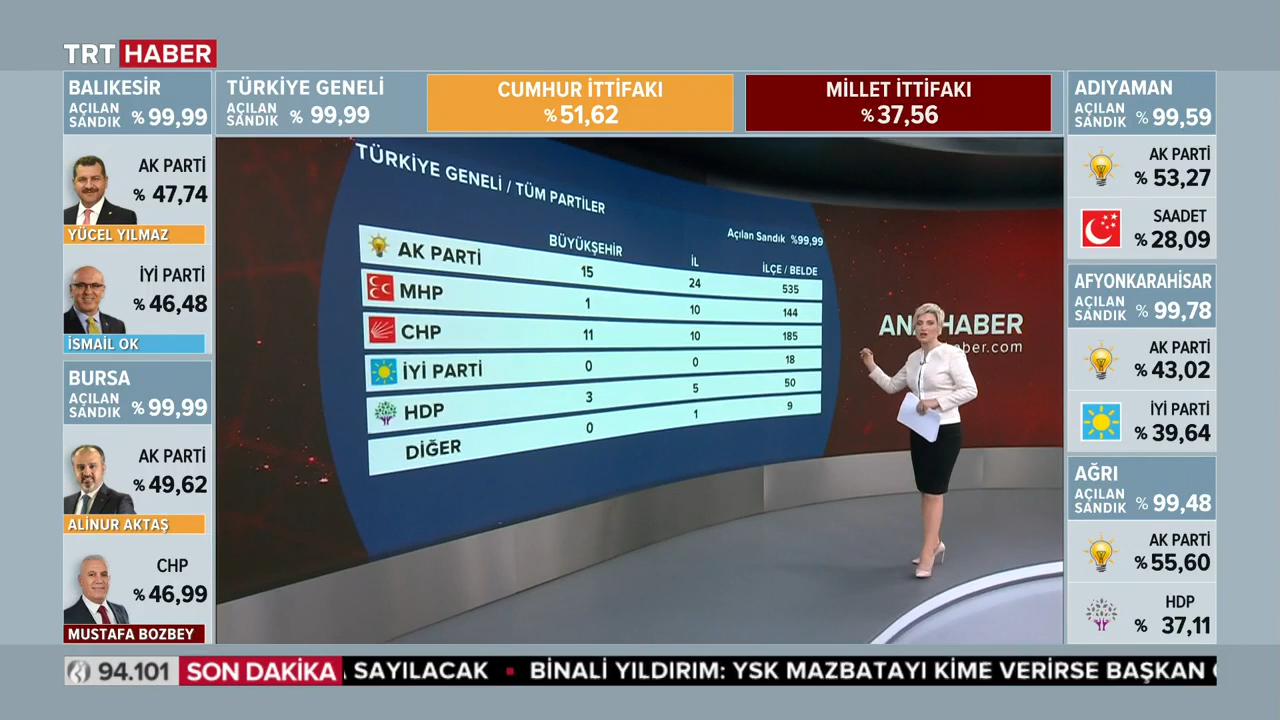 TRT HABER
BALIKESİR
AÇILAN SANDIK % 99,99
AK PARTİ
% 47,74
YÜCEL YILMAZ
İYİ PARTİ
% 46,48
İSMAİL OK
BURSA
AÇILAN SANDIK % 99,99
AK PARTİ
% 49,62
ALİNUR AKTAŞ
CHP
% 46,99
MUSTAFA BOZBEY
TÜRKİYE GENELİ
AÇILAN SANDIK % 99,99
CUMHUR İTTİFAKI
% 51,62
MİLLET İTTİFAKI
% 37,56
TÜRKİYE GENELİ / TÜM PARTİLER
Açılan Sandık %99,99
BÜYÜKŞEHİR İL İLÇE / BELDE
AK PARTİ 15 24 535
MHP 1 10 144
CHP 11 10 185
İYİ PARTİ 0 0 18
HDP 3 5 50
DİĞER 0 1 9
ANA HABER
ber.com
ADIYAMAN
AÇILAN SANDIK % 99,59
AK PARTİ
% 53,27
SAADET
% 28,09
AFYONKARAHİSAR
AÇILAN SANDIK % 99,78
AK PARTİ
% 43,02
İYİ PARTİ
% 39,64
AĞRI
AÇILAN SANDIK % 99,48
AK PARTİ
% 55,60
HDP
% 37,11
94.101 SON DAKİKA SAYILACAK ▪ BİNALİ YILDIRIM: YSK MAZBATAYI KİME VERİRSE BAŞKAN